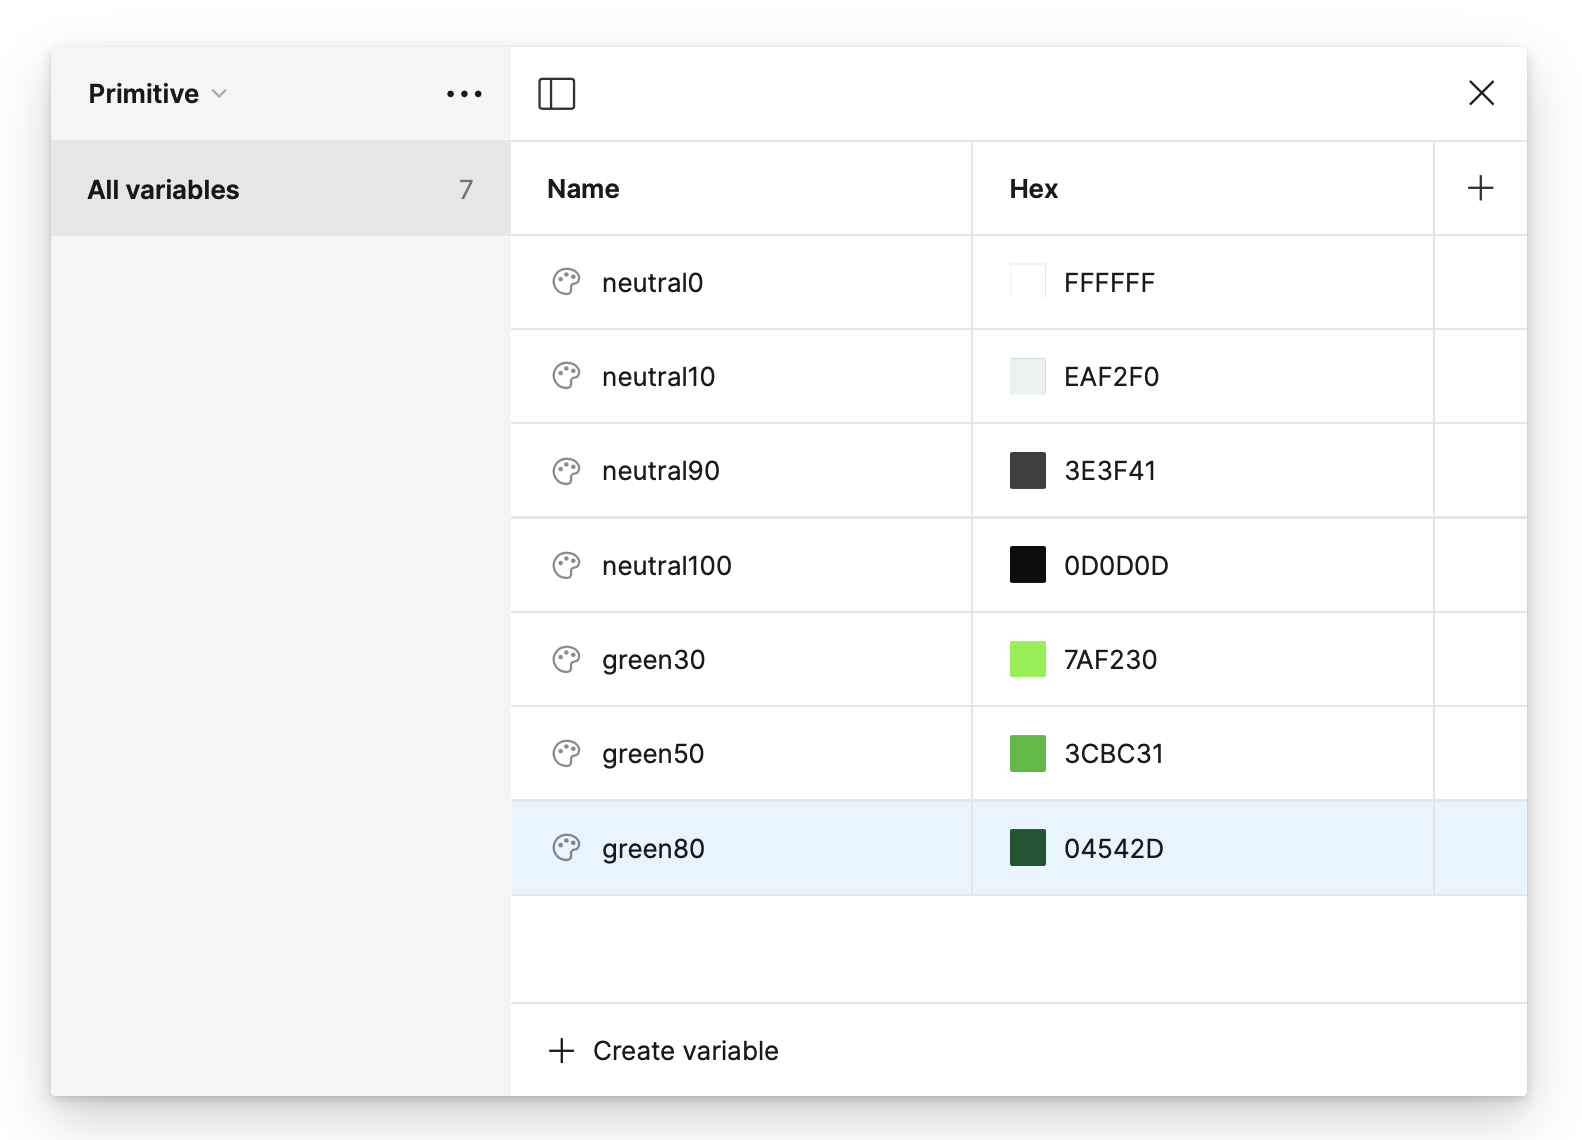 Primitive
All variables 7
Name Hex
neutral0 FFFFFF
neutral10 EAF2F0
neutral90 3E3F41
neutral100 0D0D0D
green30 7AF230
green50 3CBC31
green80 04542D
Create variable